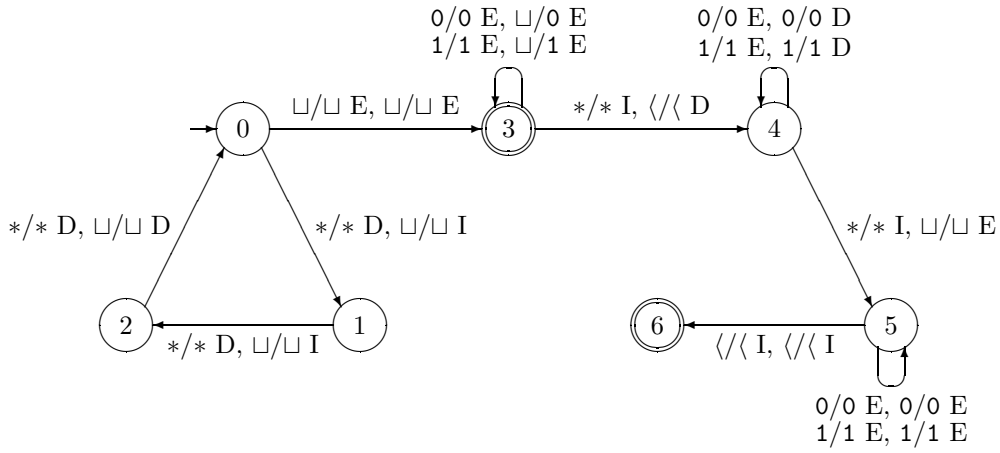 0/0 E, ⊔/0 E
1/1 E, ⊔/1 E
0/0 E, 0/0 D
1/1 E, 1/1 D
⊔/⊔ E, ⊔/⊔ E
*/* I, ⟨/⟨ D
0
3
4
*/* D, ⊔/⊔ D
*/* D, ⊔/⊔ I
*/* I, ⊔/⊔ E
2
1
6
5
*/* D, ⊔/⊔ I
⟨/⟨ I, ⟨/⟨ I
0/0 E, 0/0 E
1/1 E, 1/1 E